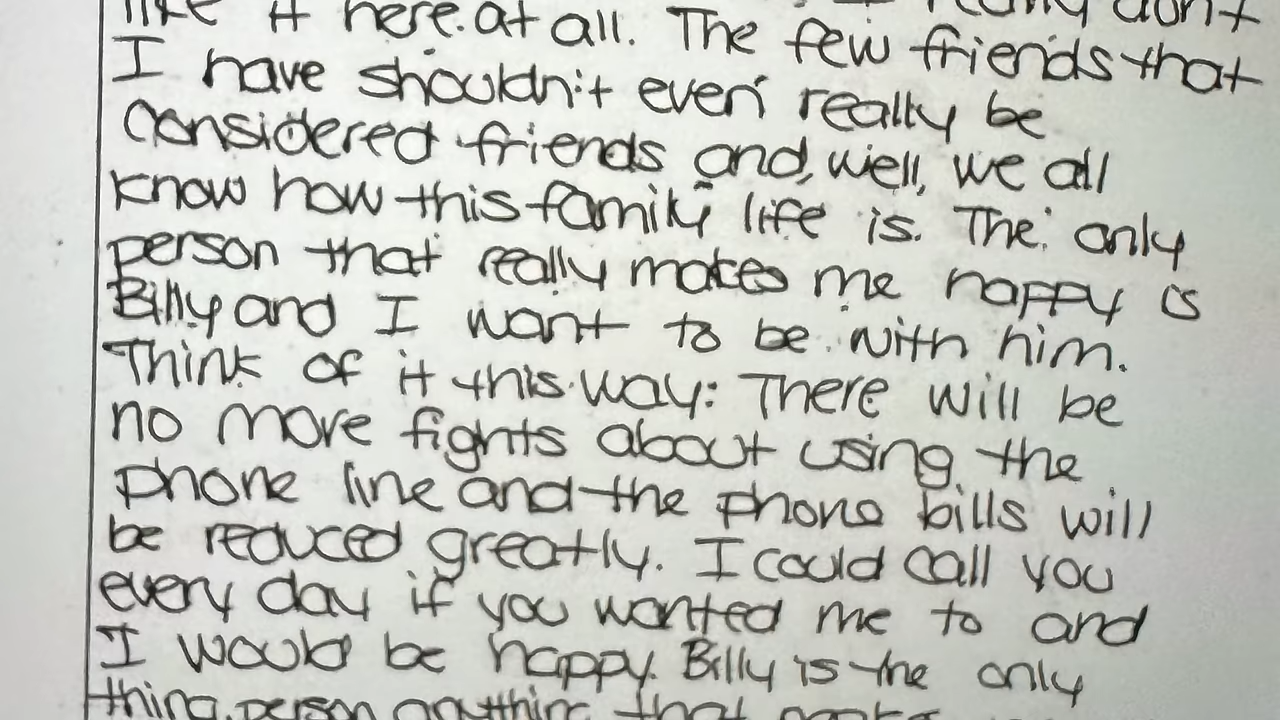 like it here at all. The few friends that
I have shouldn't even really be
considered friends and, well, we all
know how this family life is. The only
person that really makes me happy is
Billy and I want to be with him.
Think of it this way: There will be
no more fights about using the
phone line and the phone bills will
be reduced greatly. I could call you
every day if you wanted me to and
I would be happy. Billy is the only
thing, person, anything that